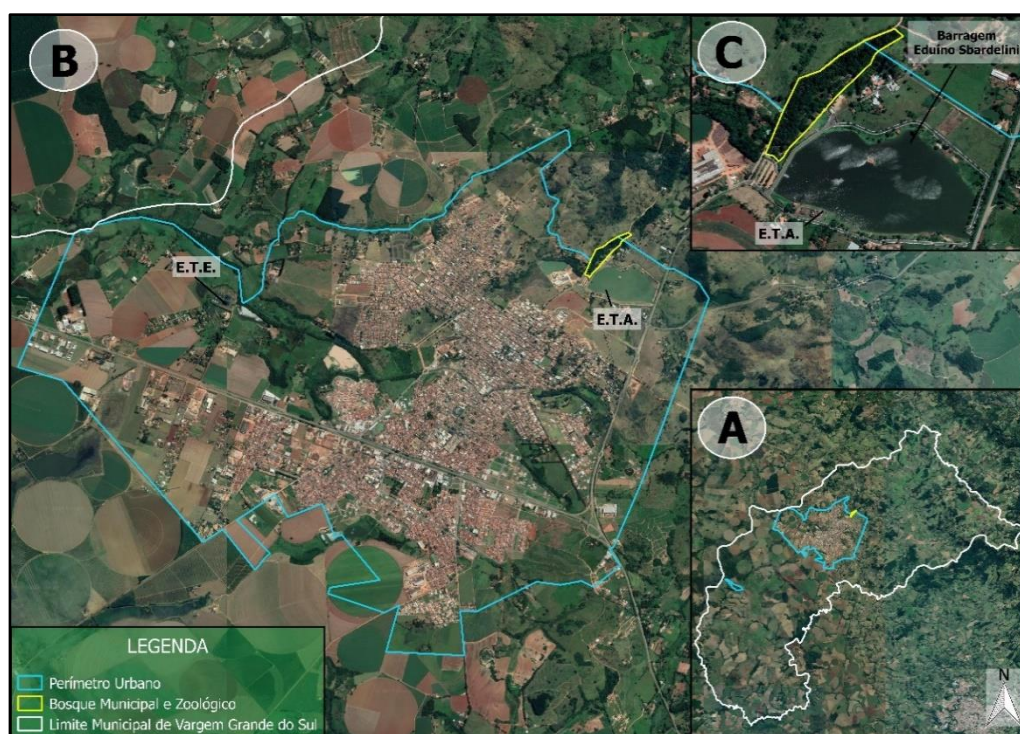 B
C
Barragem
Eduíno Sbardelini
E.T.A.
E.T.E.
E.T.A.
A
LEGENDA
Perímetro Urbano
Bosque Municipal e Zoológico
Limite Municipal de Vargem Grande do Sul
N